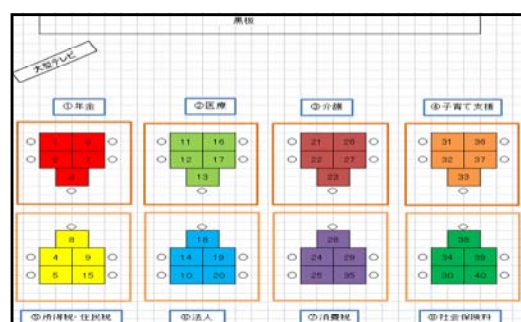 黒板
大型テレビ
①年金 ②医療 ③介護 ④子育て支援
11 16 21 26 31 36
2 7 12 17 22 27 32 37
3 13 23 33
8 18 28 38
4 9 14 19 24 29 34 39
5 15 10 20 25 35 30 40
⑤所得税・住民税 ⑥法人 ⑦消費税 ⑧社会保険料